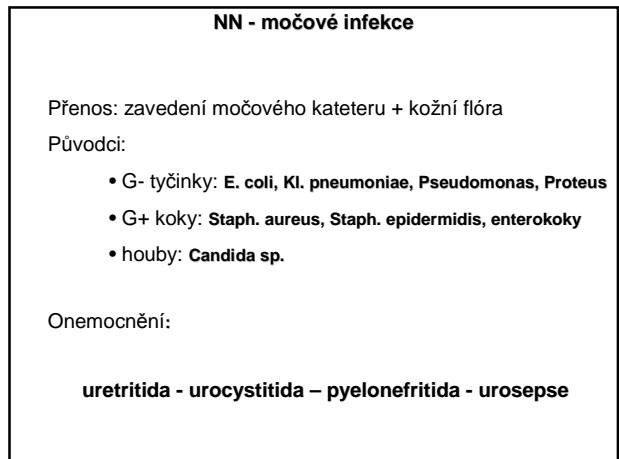 NN - močové infekce
Přenos: zavedení močového kateteru + kožní flóra
Původci:
• G- tyčinky: E. coli, Kl. pneumoniae, Pseudomonas, Proteus
• G+ koky: Staph. aureus, Staph. epidermidis, enterokoky
• houby: Candida sp.
Onemocnění:
uretritida - urocystitida – pyelonefritida - urosepse